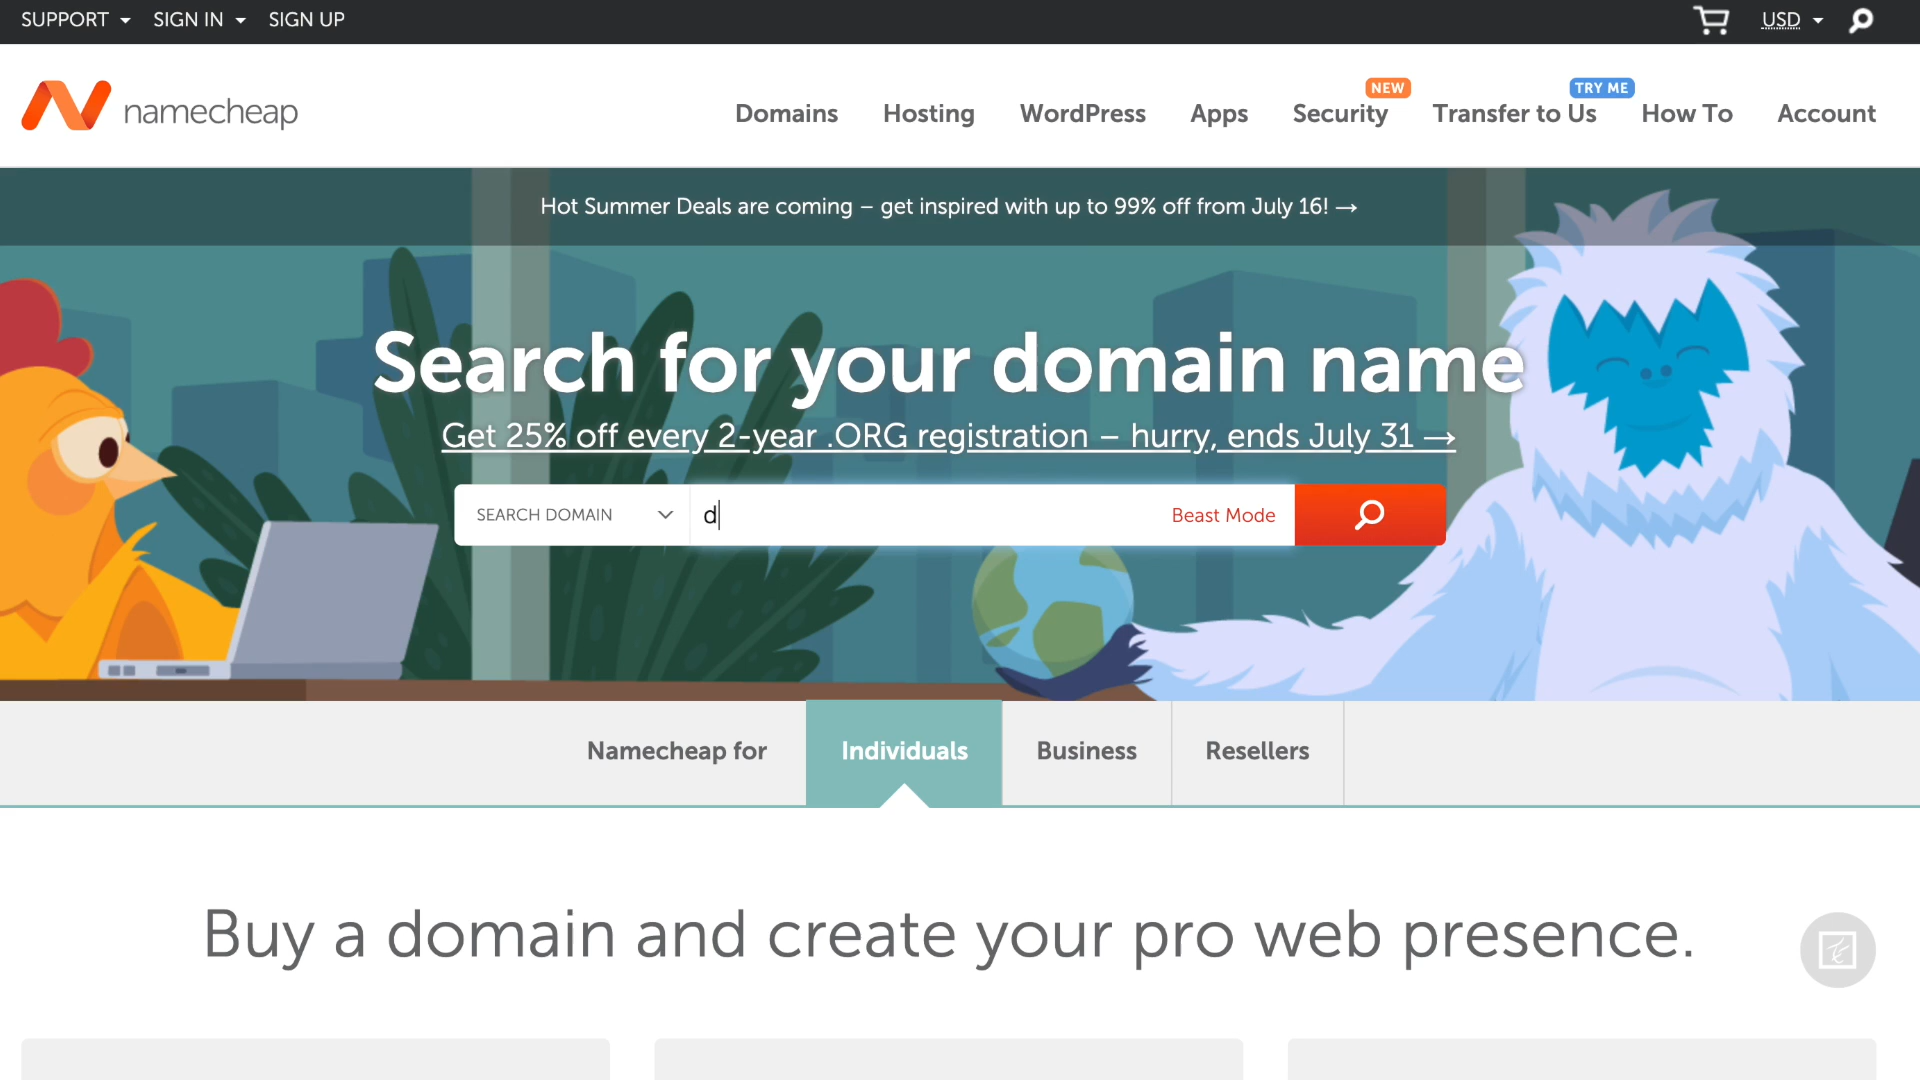 SUPPORT SIGN IN SIGN UP USD
namecheap
NEW TRY ME
Domains Hosting WordPress Apps Security Transfer to Us How To Account
Hot Summer Deals are coming – get inspired with up to 99% off from July 16! →
Search for your domain name
Get 25% off every 2-year .ORG registration – hurry, ends July 31 →
SEARCH DOMAIN d Beast Mode
Namecheap for Individuals Business Resellers
Buy a domain and create your pro web presence.